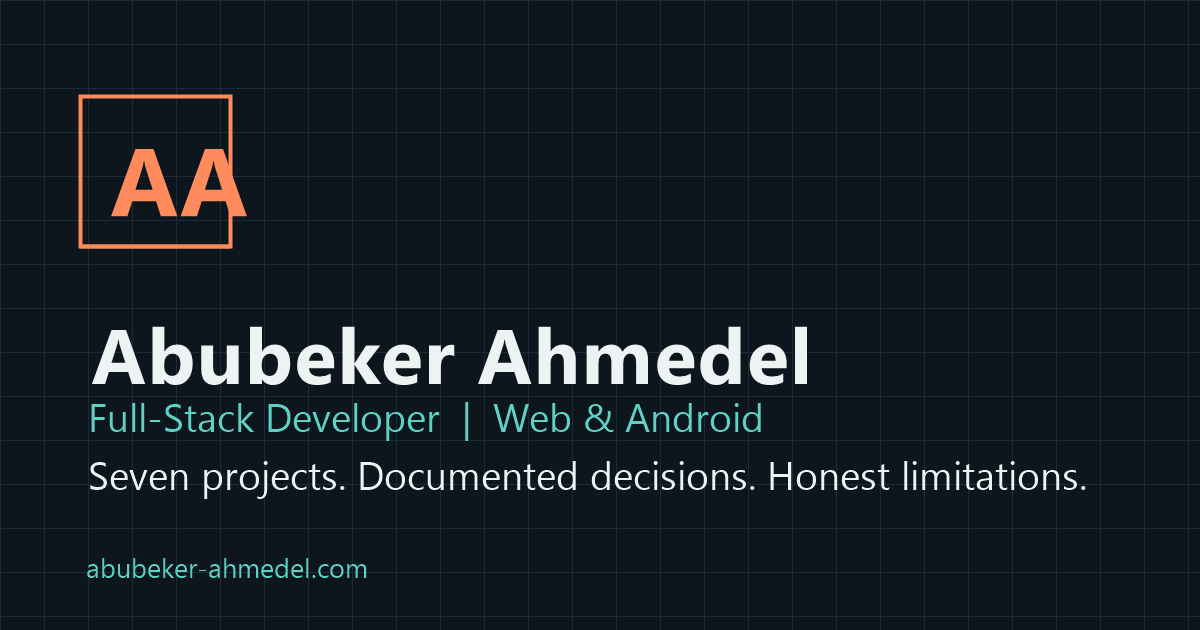 AA
Abubeker Ahmedel
Full-Stack Developer | Web & Android
Seven projects. Documented decisions. Honest limitations.
abubeker-ahmedel.com